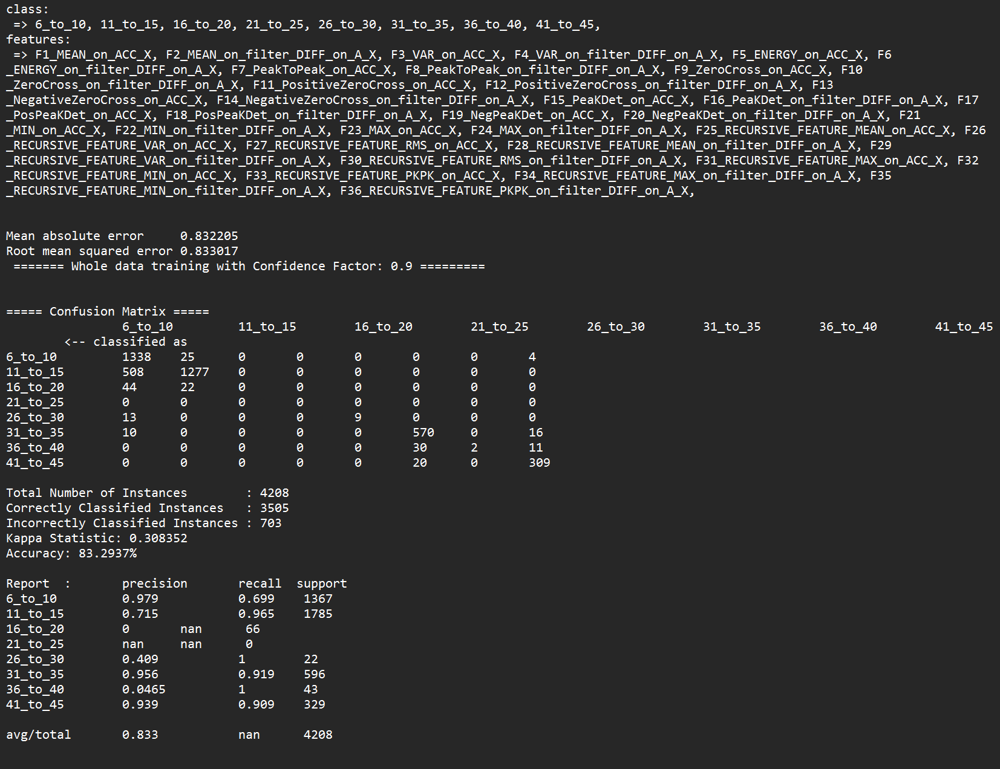 class:
 => 6_to_10, 11_to_15, 16_to_20, 21_to_25, 26_to_30, 31_to_35, 36_to_40, 41_to_45,
features:
 => F1_MEAN_on_ACC_X, F2_MEAN_on_filter_DIFF_on_A_X, F3_VAR_on_ACC_X, F4_VAR_on_filter_DIFF_on_A_X, F5_ENERGY_on_ACC_X, F6
_ENERGY_on_filter_DIFF_on_A_X, F7_PeakToPeak_on_ACC_X, F8_PeakToPeak_on_filter_DIFF_on_A_X, F9_ZeroCross_on_ACC_X, F10
_ZeroCross_on_filter_DIFF_on_A_X, F11_PositiveZeroCross_on_ACC_X, F12_PositiveZeroCross_on_filter_DIFF_on_A_X, F13
_NegativeZeroCross_on_ACC_X, F14_NegativeZeroCross_on_filter_DIFF_on_A_X, F15_PeaKDet_on_ACC_X, F16_PeaKDet_on_filter_DIFF_on_A_X, F17
_PosPeaKDet_on_ACC_X, F18_PosPeaKDet_on_filter_DIFF_on_A_X, F19_NegPeaKDet_on_ACC_X, F20_NegPeaKDet_on_filter_DIFF_on_A_X, F21
_MIN_on_ACC_X, F22_MIN_on_filter_DIFF_on_A_X, F23_MAX_on_ACC_X, F24_MAX_on_filter_DIFF_on_A_X, F25_RECURSIVE_FEATURE_MEAN_on_ACC_X, F26
_RECURSIVE_FEATURE_VAR_on_ACC_X, F27_RECURSIVE_FEATURE_RMS_on_ACC_X, F28_RECURSIVE_FEATURE_MEAN_on_filter_DIFF_on_A_X, F29
_RECURSIVE_FEATURE_VAR_on_filter_DIFF_on_A_X, F30_RECURSIVE_FEATURE_RMS_on_filter_DIFF_on_A_X, F31_RECURSIVE_FEATURE_MAX_on_ACC_X, F32
_RECURSIVE_FEATURE_MIN_on_ACC_X, F33_RECURSIVE_FEATURE_PKPK_on_ACC_X, F34_RECURSIVE_FEATURE_MAX_on_filter_DIFF_on_A_X, F35
_RECURSIVE_FEATURE_MIN_on_filter_DIFF_on_A_X, F36_RECURSIVE_FEATURE_PKPK_on_filter_DIFF_on_A_X,
Mean absolute error     0.832205
Root mean squared error 0.833017
 ======= Whole data training with Confidence Factor: 0.9 =========
===== Confusion Matrix =====
6_to_10 11_to_15 16_to_20 21_to_25 26_to_30 31_to_35 36_to_40 41_to_45
<-- classified as
6_to_10 1338 25 0 0 0 0 0 4
11_to_15 508 1277 0 0 0 0 0 0
16_to_20 44 22 0 0 0 0 0 0
21_to_25 0 0 0 0 0 0 0 0
26_to_30 13 0 0 0 9 0 0 0
31_to_35 10 0 0 0 0 570 0 16
36_to_40 0 0 0 0 0 30 2 11
41_to_45 0 0 0 0 0 20 0 309
Total Number of Instances        : 4208
Correctly Classified Instances   : 3505
Incorrectly Classified Instances : 703
Kappa Statistic: 0.308352
Accuracy: 83.2937%
Report  : precision recall support
6_to_10 0.979 0.699 1367
11_to_15 0.715 0.965 1785
16_to_20 0 nan 66
21_to_25 nan nan 0
26_to_30 0.409 1 22
31_to_35 0.956 0.919 596
36_to_40 0.0465 1 43
41_to_45 0.939 0.909 329
avg/total 0.833 nan 4208